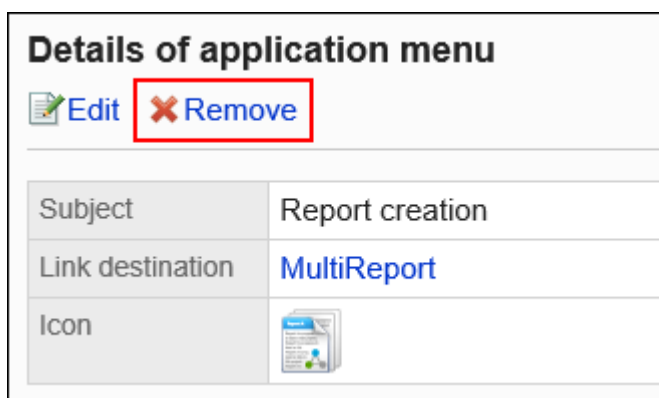 Details of application menu
Edit Remove
Subject Report creation
Link destination MultiReport
Icon